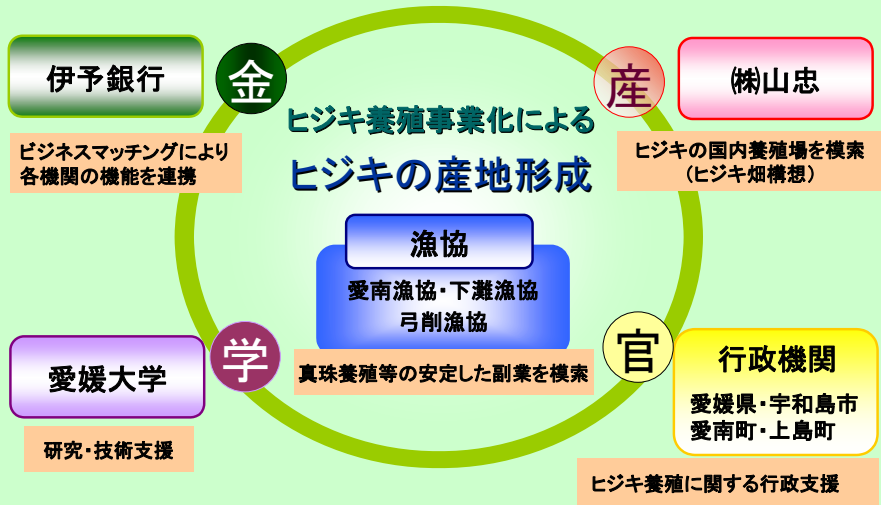 伊予銀行
金
ビジネスマッチングにより
各機関の機能を連携
産
㈱山忠
ヒジキの国内養殖場を模索
(ヒジキ畑構想)
ヒジキ養殖事業化による
ヒジキの産地形成
漁協
愛南漁協・下灘漁協
弓削漁協
真珠養殖等の安定した副業を模索
愛媛大学
学
研究・技術支援
官
行政機関
愛媛県・宇和島市
愛南町・上島町
ヒジキ養殖に関する行政支援